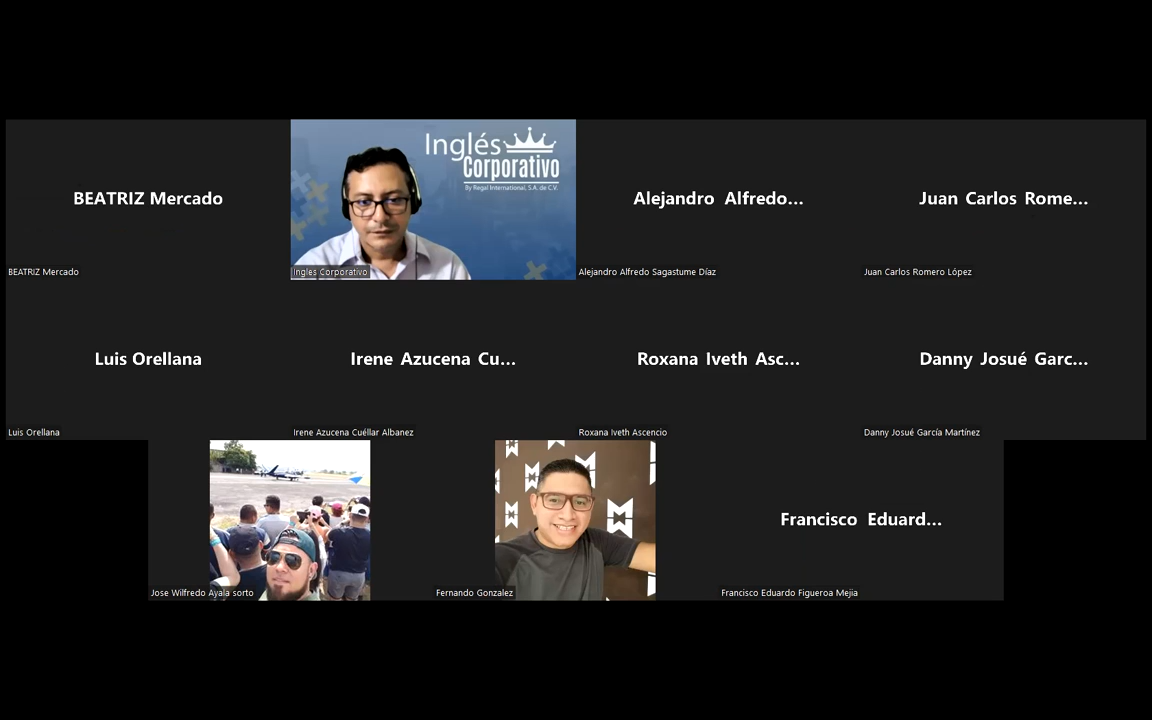 BEATRIZ Mercado
BEATRIZ Mercado
Inglés
Corporativo
By Regal International, S.A. de C.V.
Ingles Corporativo
Alejandro Alfredo...
Alejandro Alfredo Sagastume Díaz
Juan Carlos Rome...
Juan Carlos Romero López
Luis Orellana
Luis Orellana
Irene Azucena Cu...
Irene Azucena Cuéllar Albanez
Roxana Iveth Asc...
Roxana Iveth Ascencio
Danny Josué Garc...
Danny Josué García Martínez
Jose Wilfredo Ayala sorto
Fernando Gonzalez
Francisco Eduard...
Francisco Eduardo Figueroa Mejia